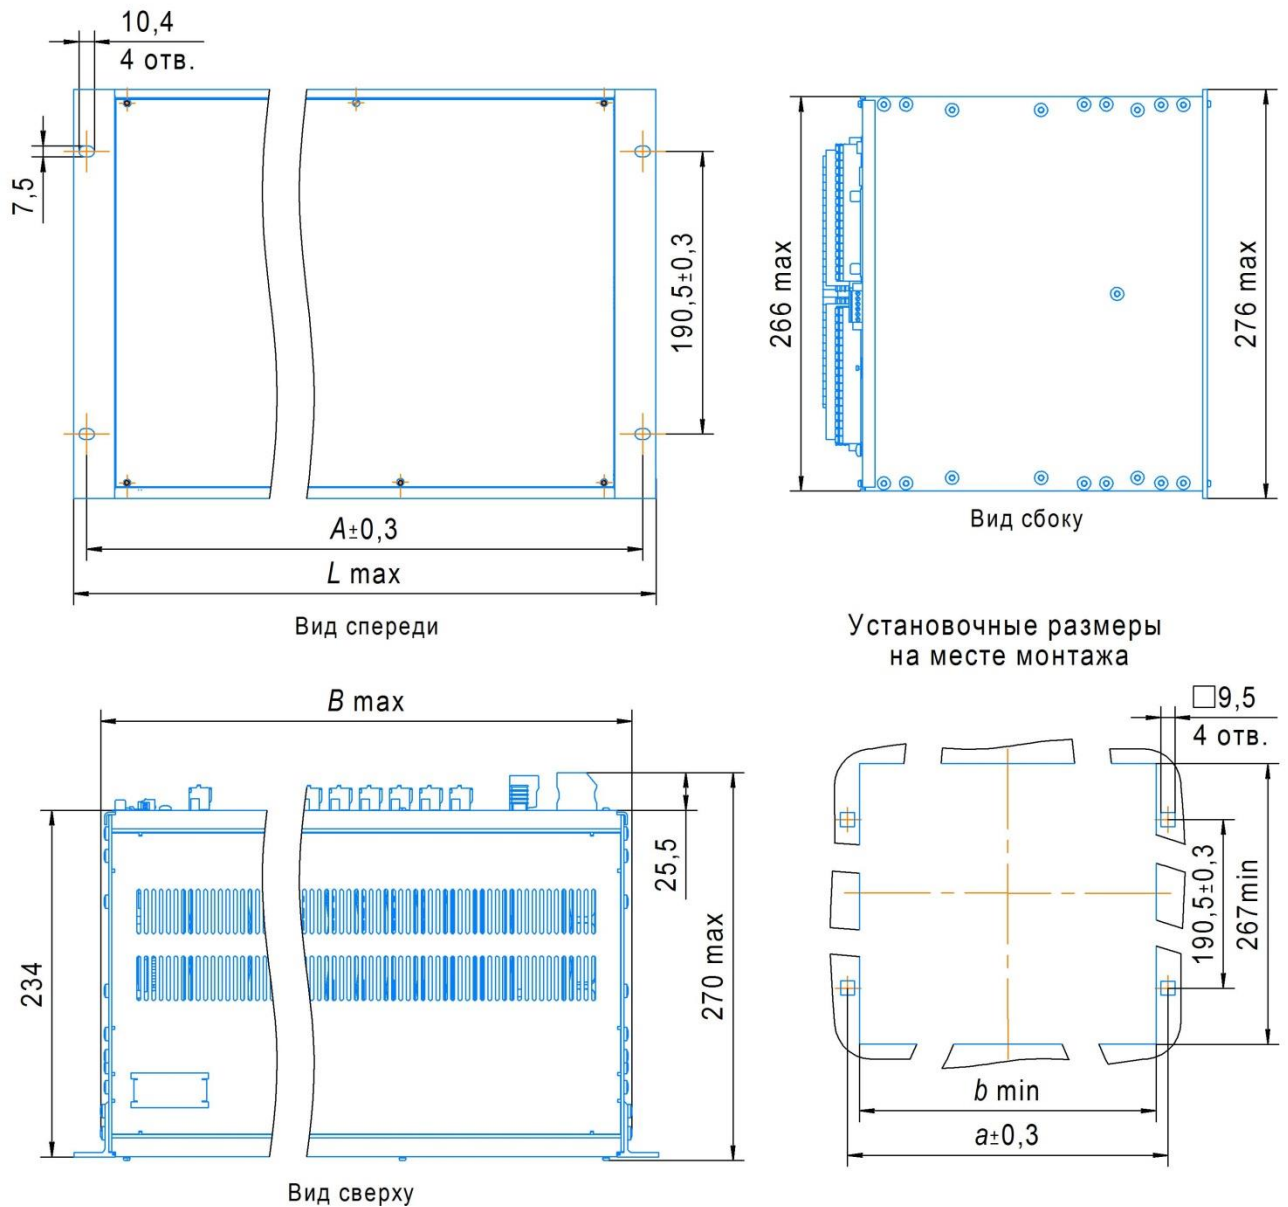 10,4
4 отв.
7,5
190,5±0,3
A±0,3
L max
Вид спереди
266 max
276 max
Вид сбоку
B max
25,5
234
270 max
Вид сверху
Установочные размеры
на месте монтажа
□9,5
4 отв.
190,5±0,3
267min
b min
a±0,3